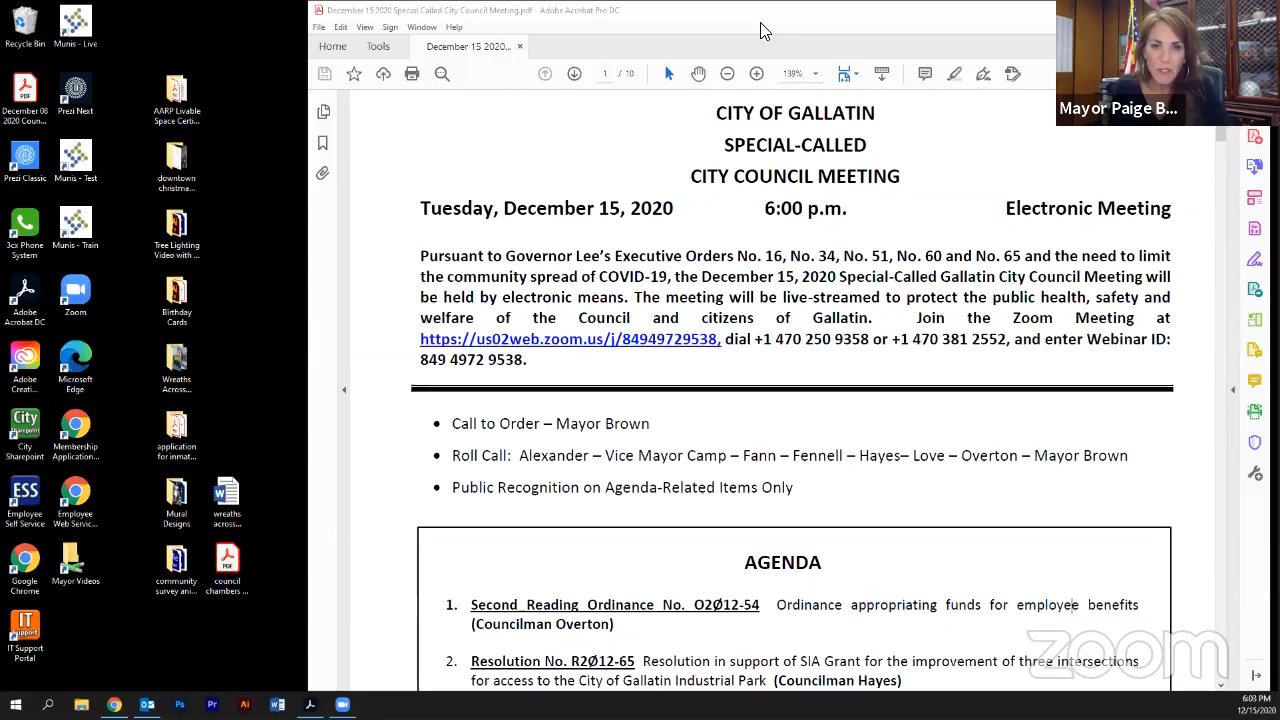 December 15 2020 Special Called City Council Meeting.pdf - Adobe Acrobat Pro DC
File Edit View Sign Window Help
Home Tools December 15 2020... ×
1 / 10 139%
Mayor Paige B...
Recycle Bin
Munis - Live
December 08
2020 Coun...
Prezi Next
AARP Livable
Space Certi...
Prezi Classic
Munis - Test
downtown
christmas...
3cx Phone
System
Munis - Train
Tree Lighting
Video with ...
Adobe
Acrobat DC
Zoom
Birthday
Cards
Adobe
Creati...
Microsoft
Edge
Wreaths
Across...
City
Sharepoint
City
Sharepoint
Membership
Application...
application
for inmat...
ESS
Employee
Self Service
Employee
Web Servic...
Mural
Designs
wreaths
across...
Google
Chrome
Mayor Videos
community
survey ani...
council
chambers ...
IT
Support
IT Support
Portal
CITY OF GALLATIN
SPECIAL-CALLED
CITY COUNCIL MEETING
Tuesday, December 15, 2020 6:00 p.m. Electronic Meeting
Pursuant to Governor Lee’s Executive Orders No. 16, No. 34, No. 51, No. 60 and No. 65 and the need to limit
the community spread of COVID-19, the December 15, 2020 Special-Called Gallatin City Council Meeting will
be held by electronic means. The meeting will be live-streamed to protect the public health, safety and
welfare of the Council and citizens of Gallatin. Join the Zoom Meeting at
https://us02web.zoom.us/j/84949729538, dial +1 470 250 9358 or +1 470 381 2552, and enter Webinar ID:
849 4972 9538.
• Call to Order – Mayor Brown
• Roll Call: Alexander – Vice Mayor Camp – Fann – Fennell – Hayes– Love – Overton – Mayor Brown
• Public Recognition on Agenda-Related Items Only
AGENDA
1. Second Reading Ordinance No. O2Ø12-54 Ordinance appropriating funds for employee benefits
(Councilman Overton)
2. Resolution No. R2Ø12-65 Resolution in support of SIA Grant for the improvement of three intersections
for access to the City of Gallatin Industrial Park (Councilman Hayes)
zoom
Ps Pr Ai
6:03 PM
12/15/2020